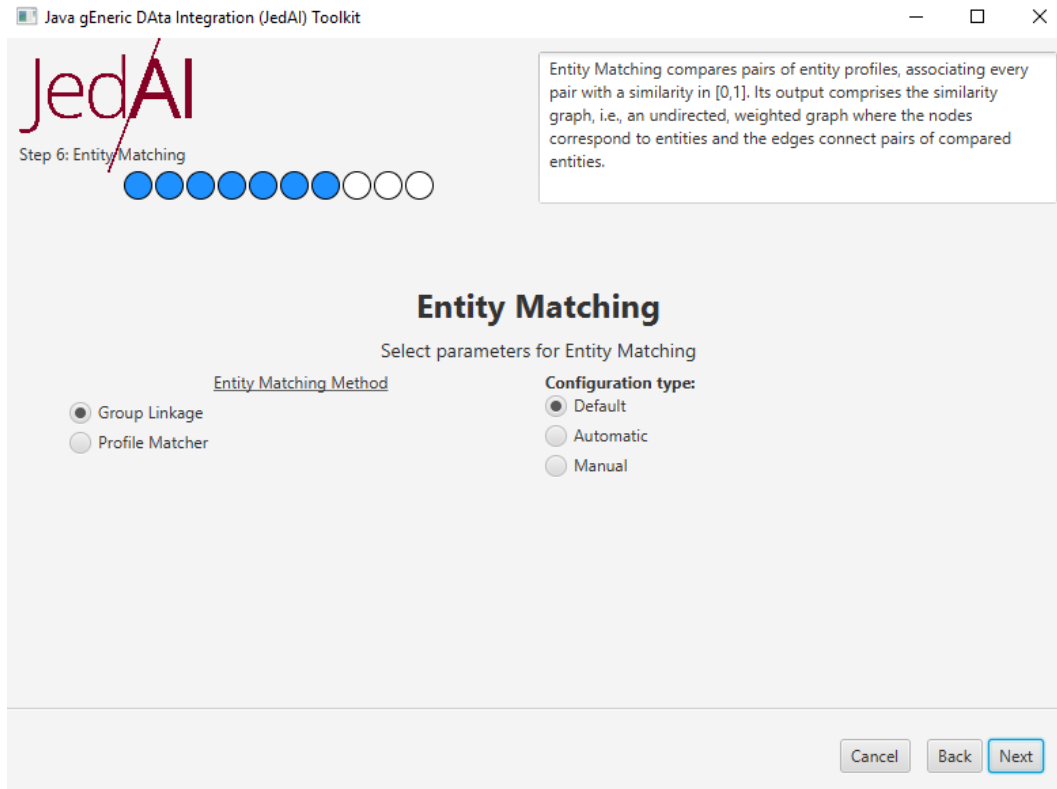 Java gEneric DAta Integration (JedAI) Toolkit
JedAI
Step 6: Entity Matching
Entity Matching compares pairs of entity profiles, associating every
pair with a similarity in [0,1]. Its output comprises the similarity
graph, i.e., an undirected, weighted graph where the nodes
correspond to entities and the edges connect pairs of compared
entities.
Entity Matching
Select parameters for Entity Matching
Entity Matching Method
Group Linkage
Profile Matcher
Configuration type:
Default
Automatic
Manual
Cancel
Back
Next